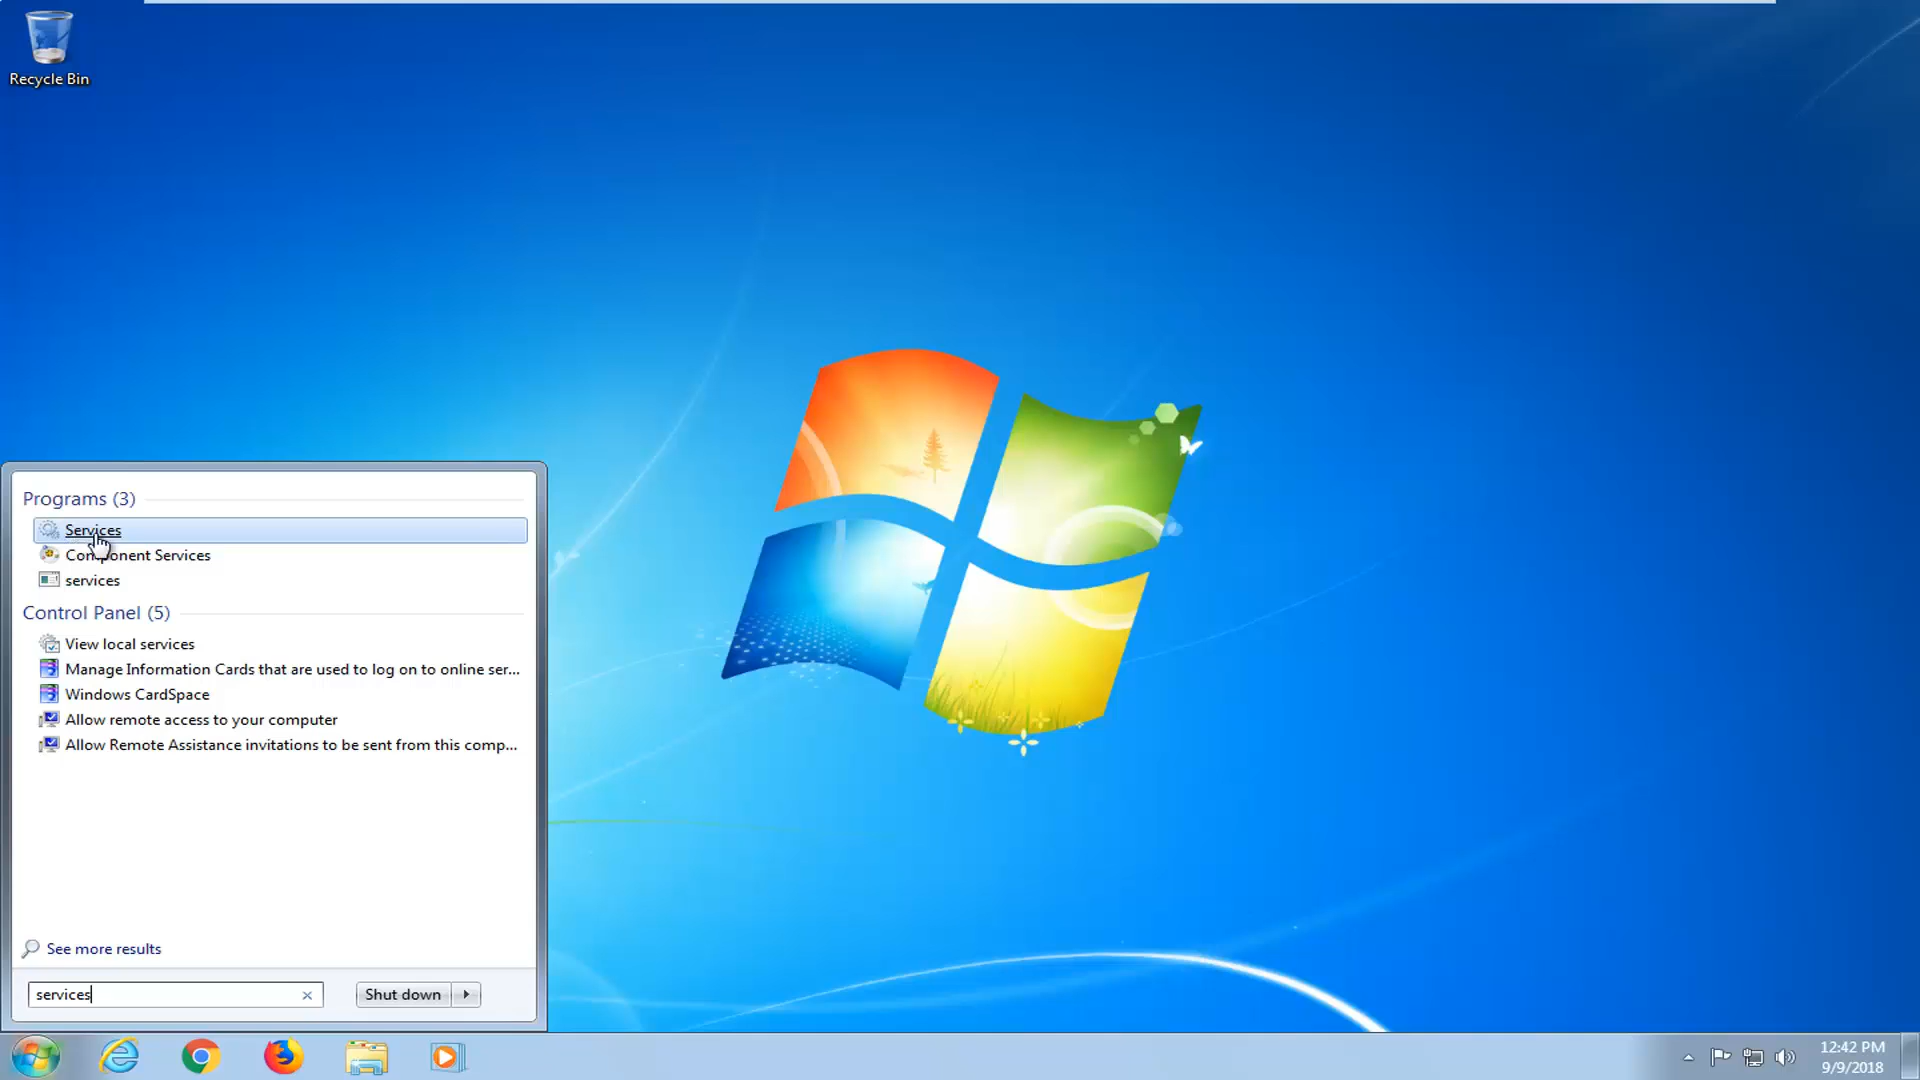 Recycle Bin
Programs (3)
Services
Component Services
services
Control Panel (5)
View local services
Manage Information Cards that are used to log on to online ser...
Windows CardSpace
Allow remote access to your computer
Allow Remote Assistance invitations to be sent from this comp...
See more results
services
Shut down
12:42 PM
9/9/2018